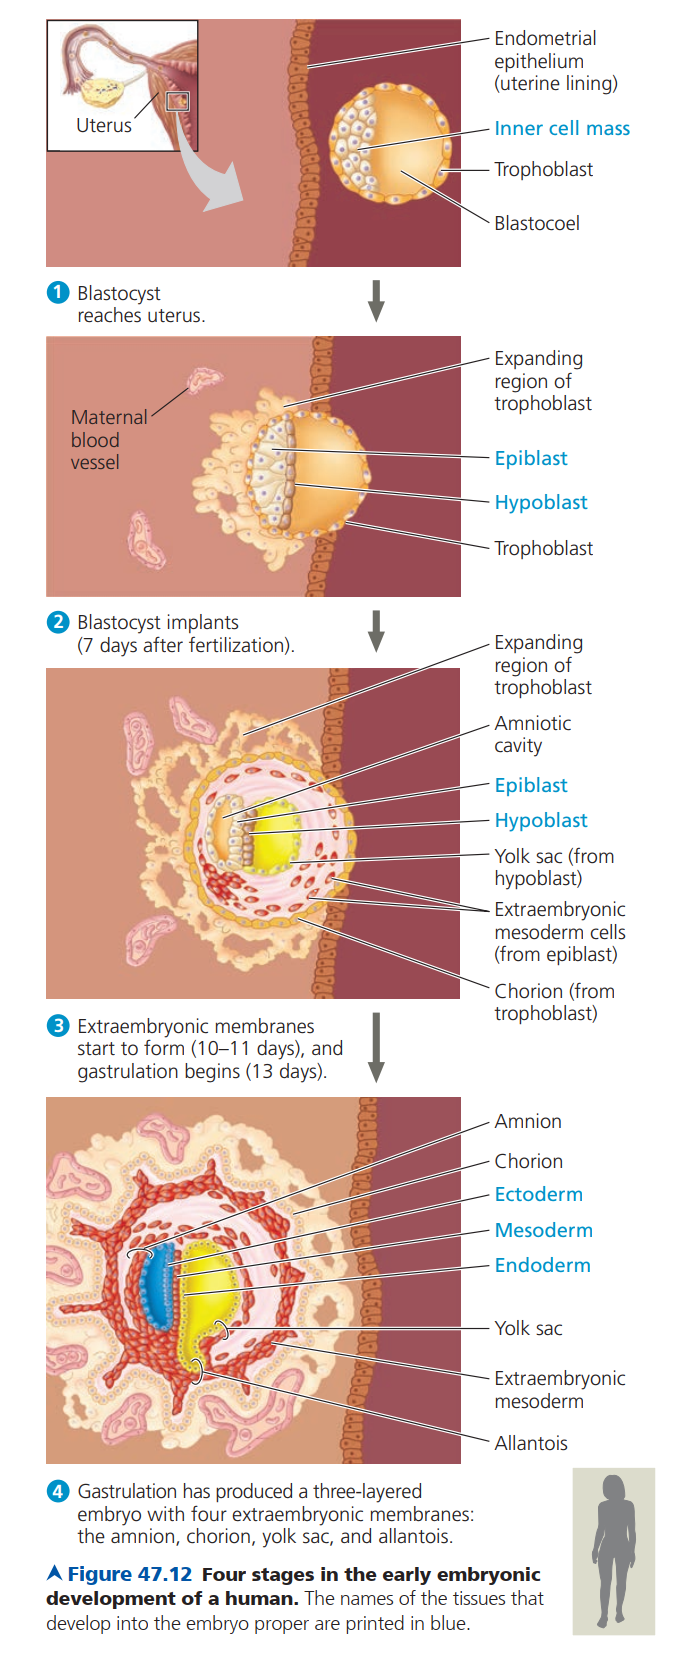 Uterus
Endometrial
epithelium
(uterine lining)
Inner cell mass
Trophoblast
Blastocoel
1 Blastocyst
reaches uterus.
Maternal
blood
vessel
Expanding
region of
trophoblast
Epiblast
Hypoblast
Trophoblast
2 Blastocyst implants
(7 days after fertilization).
Expanding
region of
trophoblast
Amniotic
cavity
Epiblast
Hypoblast
Yolk sac (from
hypoblast)
Extraembryonic
mesoderm cells
(from epiblast)
Chorion (from
trophoblast)
3 Extraembryonic membranes
start to form (10–11 days), and
gastrulation begins (13 days).
Amnion
Chorion
Ectoderm
Mesoderm
Endoderm
Yolk sac
Extraembryonic
mesoderm
Allantois
4 Gastrulation has produced a three-layered
embryo with four extraembryonic membranes:
the amnion, chorion, yolk sac, and allantois.
Figure 47.12 Four stages in the early embryonic
development of a human. The names of the tissues that
develop into the embryo proper are printed in blue.